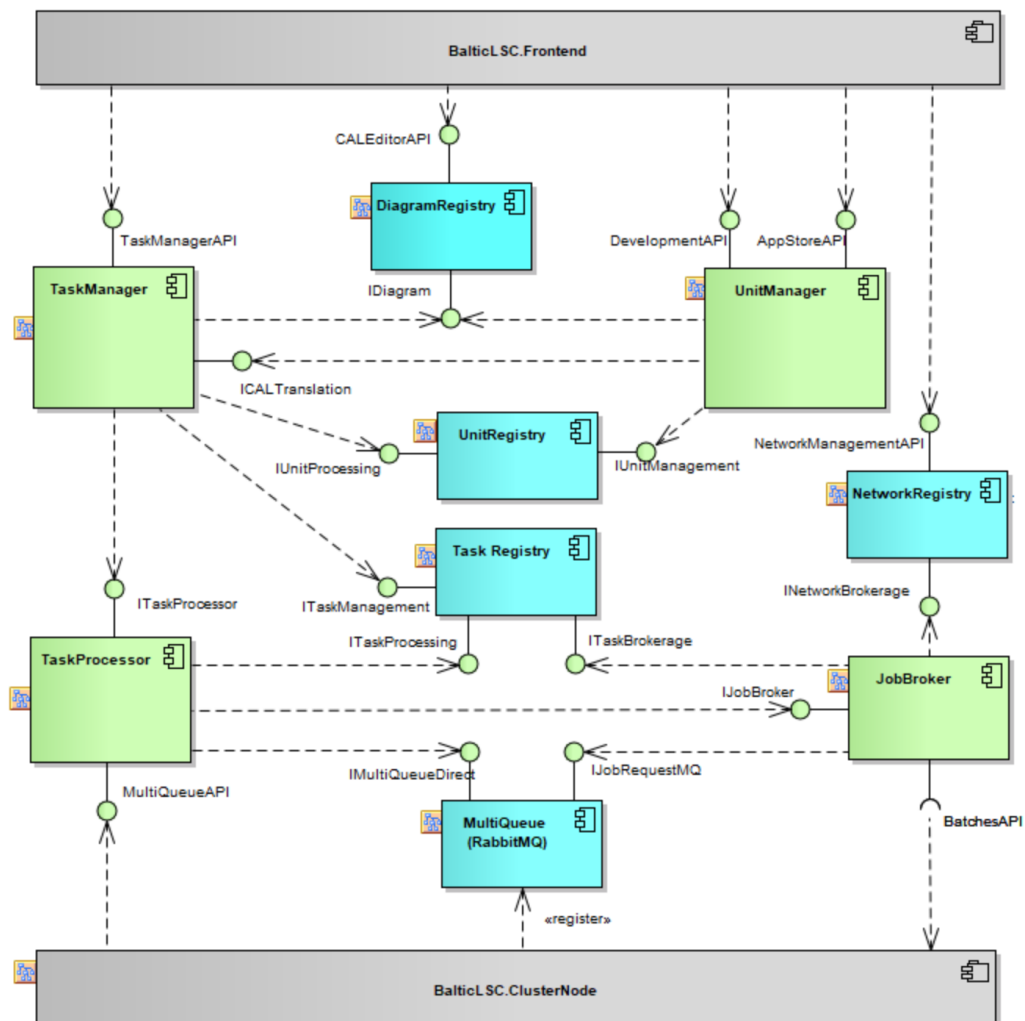 BalticLSC.Frontend
CALEditorAPI
DiagramRegistry
TaskManagerAPI
DevelopmentAPI
AppStoreAPI
TaskManager
IDiagram
UnitManager
ICALTranslation
UnitRegistry
IUnitProcessing
IUnitManagement
NetworkManagementAPI
NetworkRegistry
Task Registry
ITaskProcessor
ITaskManagement
INetworkBrokerage
ITaskProcessing
ITaskBrokerage
TaskProcessor
JobBroker
IJobBroker
IMultiQueueDirect
IJobRequestMQ
MultiQueueAPI
MultiQueue
(RabbitMQ)
BatchesAPI
«register»
BalticLSC.ClusterNode